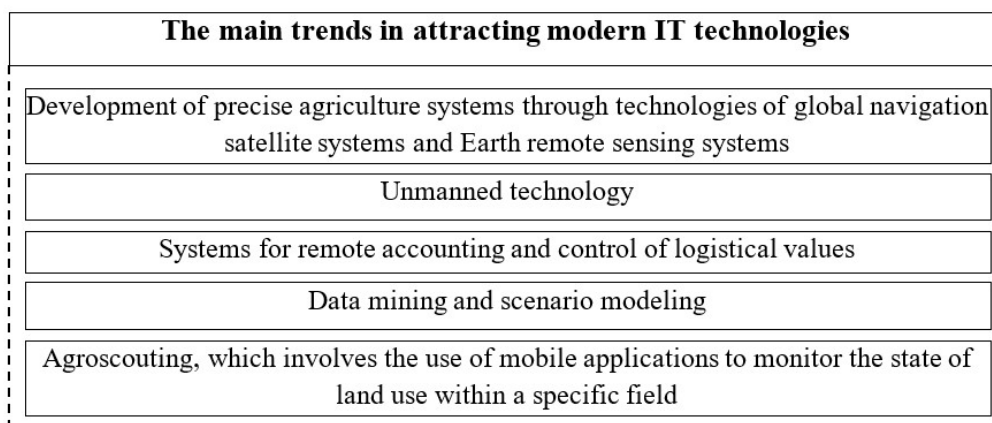 The main trends in attracting modern IT technologies
Development of precise agriculture systems through technologies of global navigation
satellite systems and Earth remote sensing systems
Unmanned technology
Systems for remote accounting and control of logistical values
Data mining and scenario modeling
Agroscouting, which involves the use of mobile applications to monitor the state of
land use within a specific field